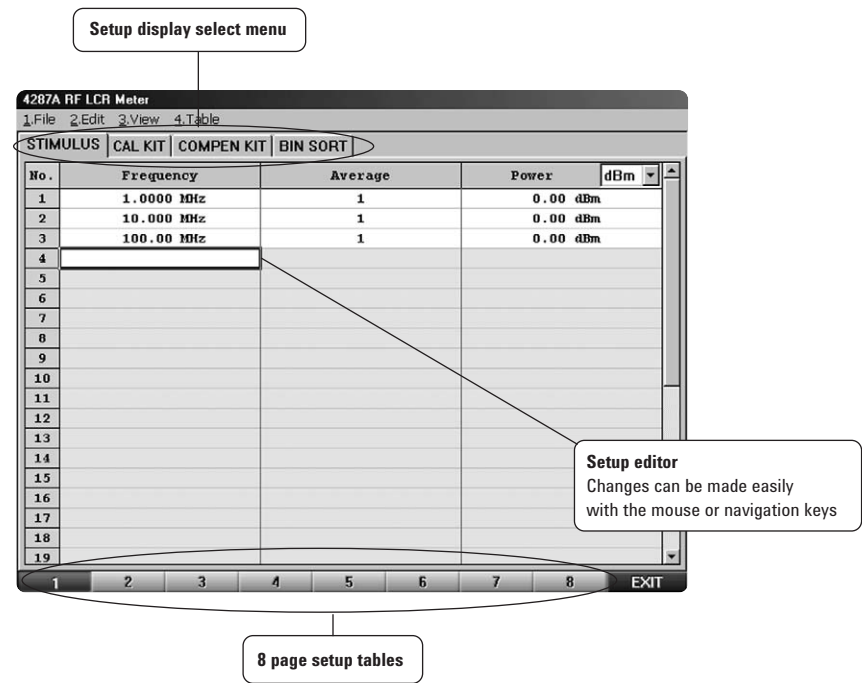 Setup display select menu
4287A RF LCR Meter
1.File 2.Edit 3.View 4.Table
STIMULUS CAL KIT COMPEN KIT BIN SORT
No. Frequency Average Power dBm
1 1.0000 MHz 1 0.00 dBm
2 10.000 MHz 1 0.00 dBm
3 100.00 MHz 1 0.00 dBm
4
5
6
7
8
9
10
11
12
13
14
15
16
17
18
19
Setup editor
Changes can be made easily
with the mouse or navigation keys
1 2 3 4 5 6 7 8 EXIT
8 page setup tables